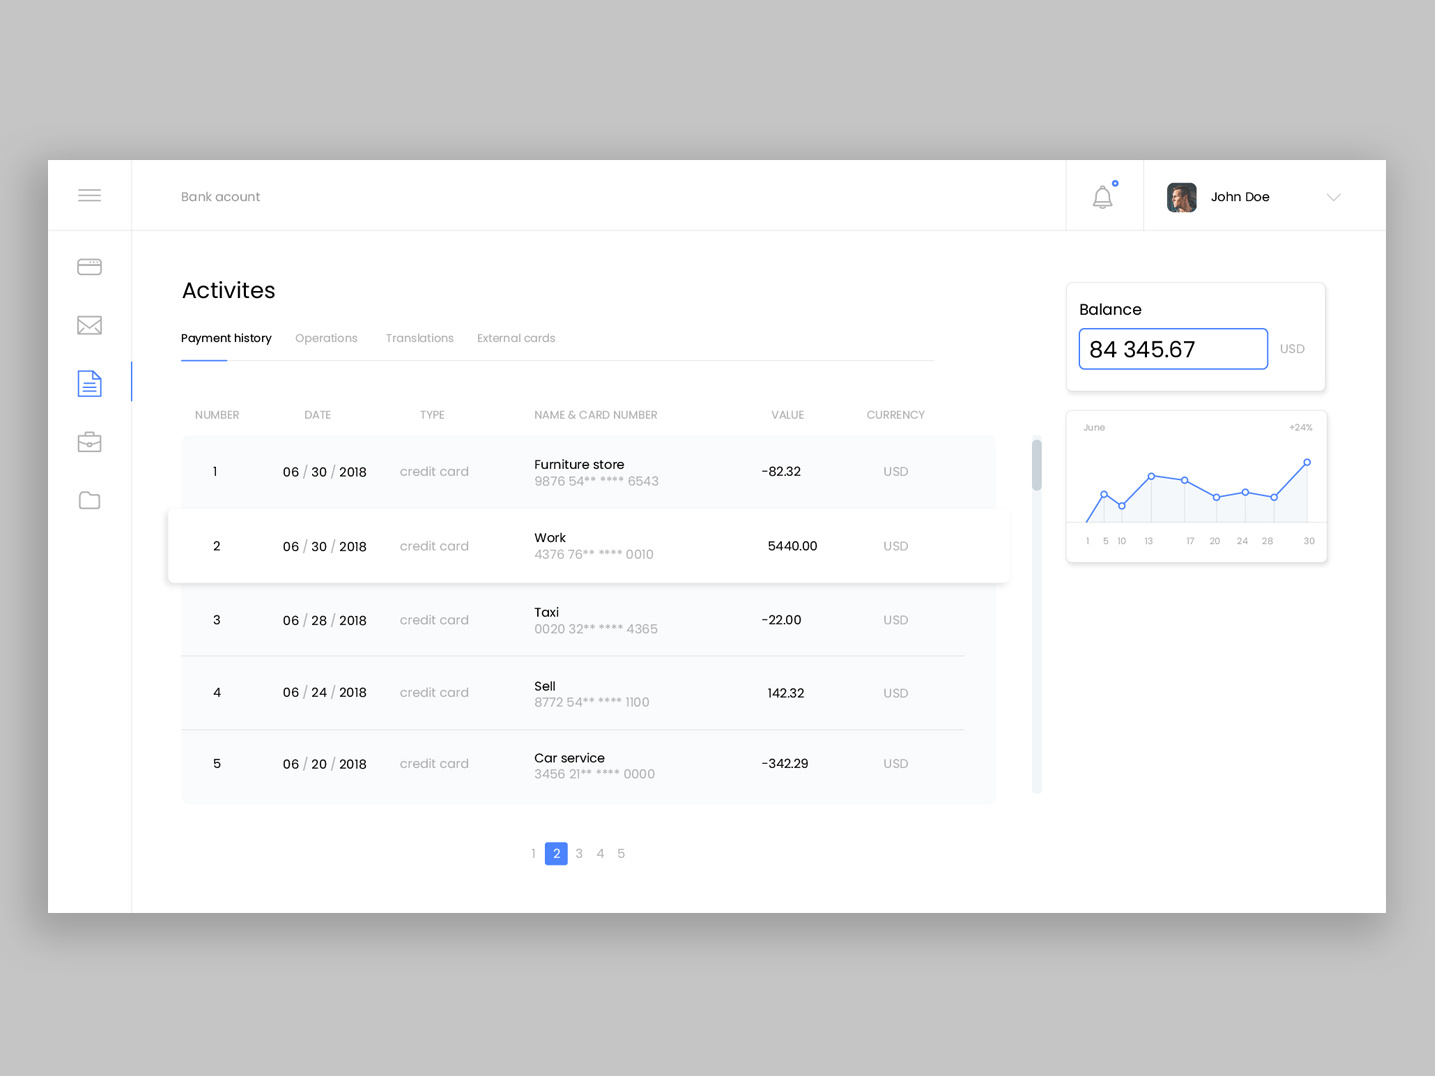 Bank acount
John Doe
Activites
Payment history Operations Translations External cards
NUMBER DATE TYPE NAME & CARD NUMBER VALUE CURRENCY
1 06 / 30 / 2018 credit card Furniture store -82.32 USD
9876 54** **** 6543
2 06 / 30 / 2018 credit card Work 5440.00 USD
4376 76** **** 0010
3 06 / 28 / 2018 credit card Taxi -22.00 USD
0020 32** **** 4365
4 06 / 24 / 2018 credit card Sell 142.32 USD
8772 54** **** 1100
5 06 / 20 / 2018 credit card Car service -342.29 USD
3456 21** **** 0000
1 2 3 4 5
Balance
84 345.67 USD
June +24%
1 5 10 13 17 20 24 28 30